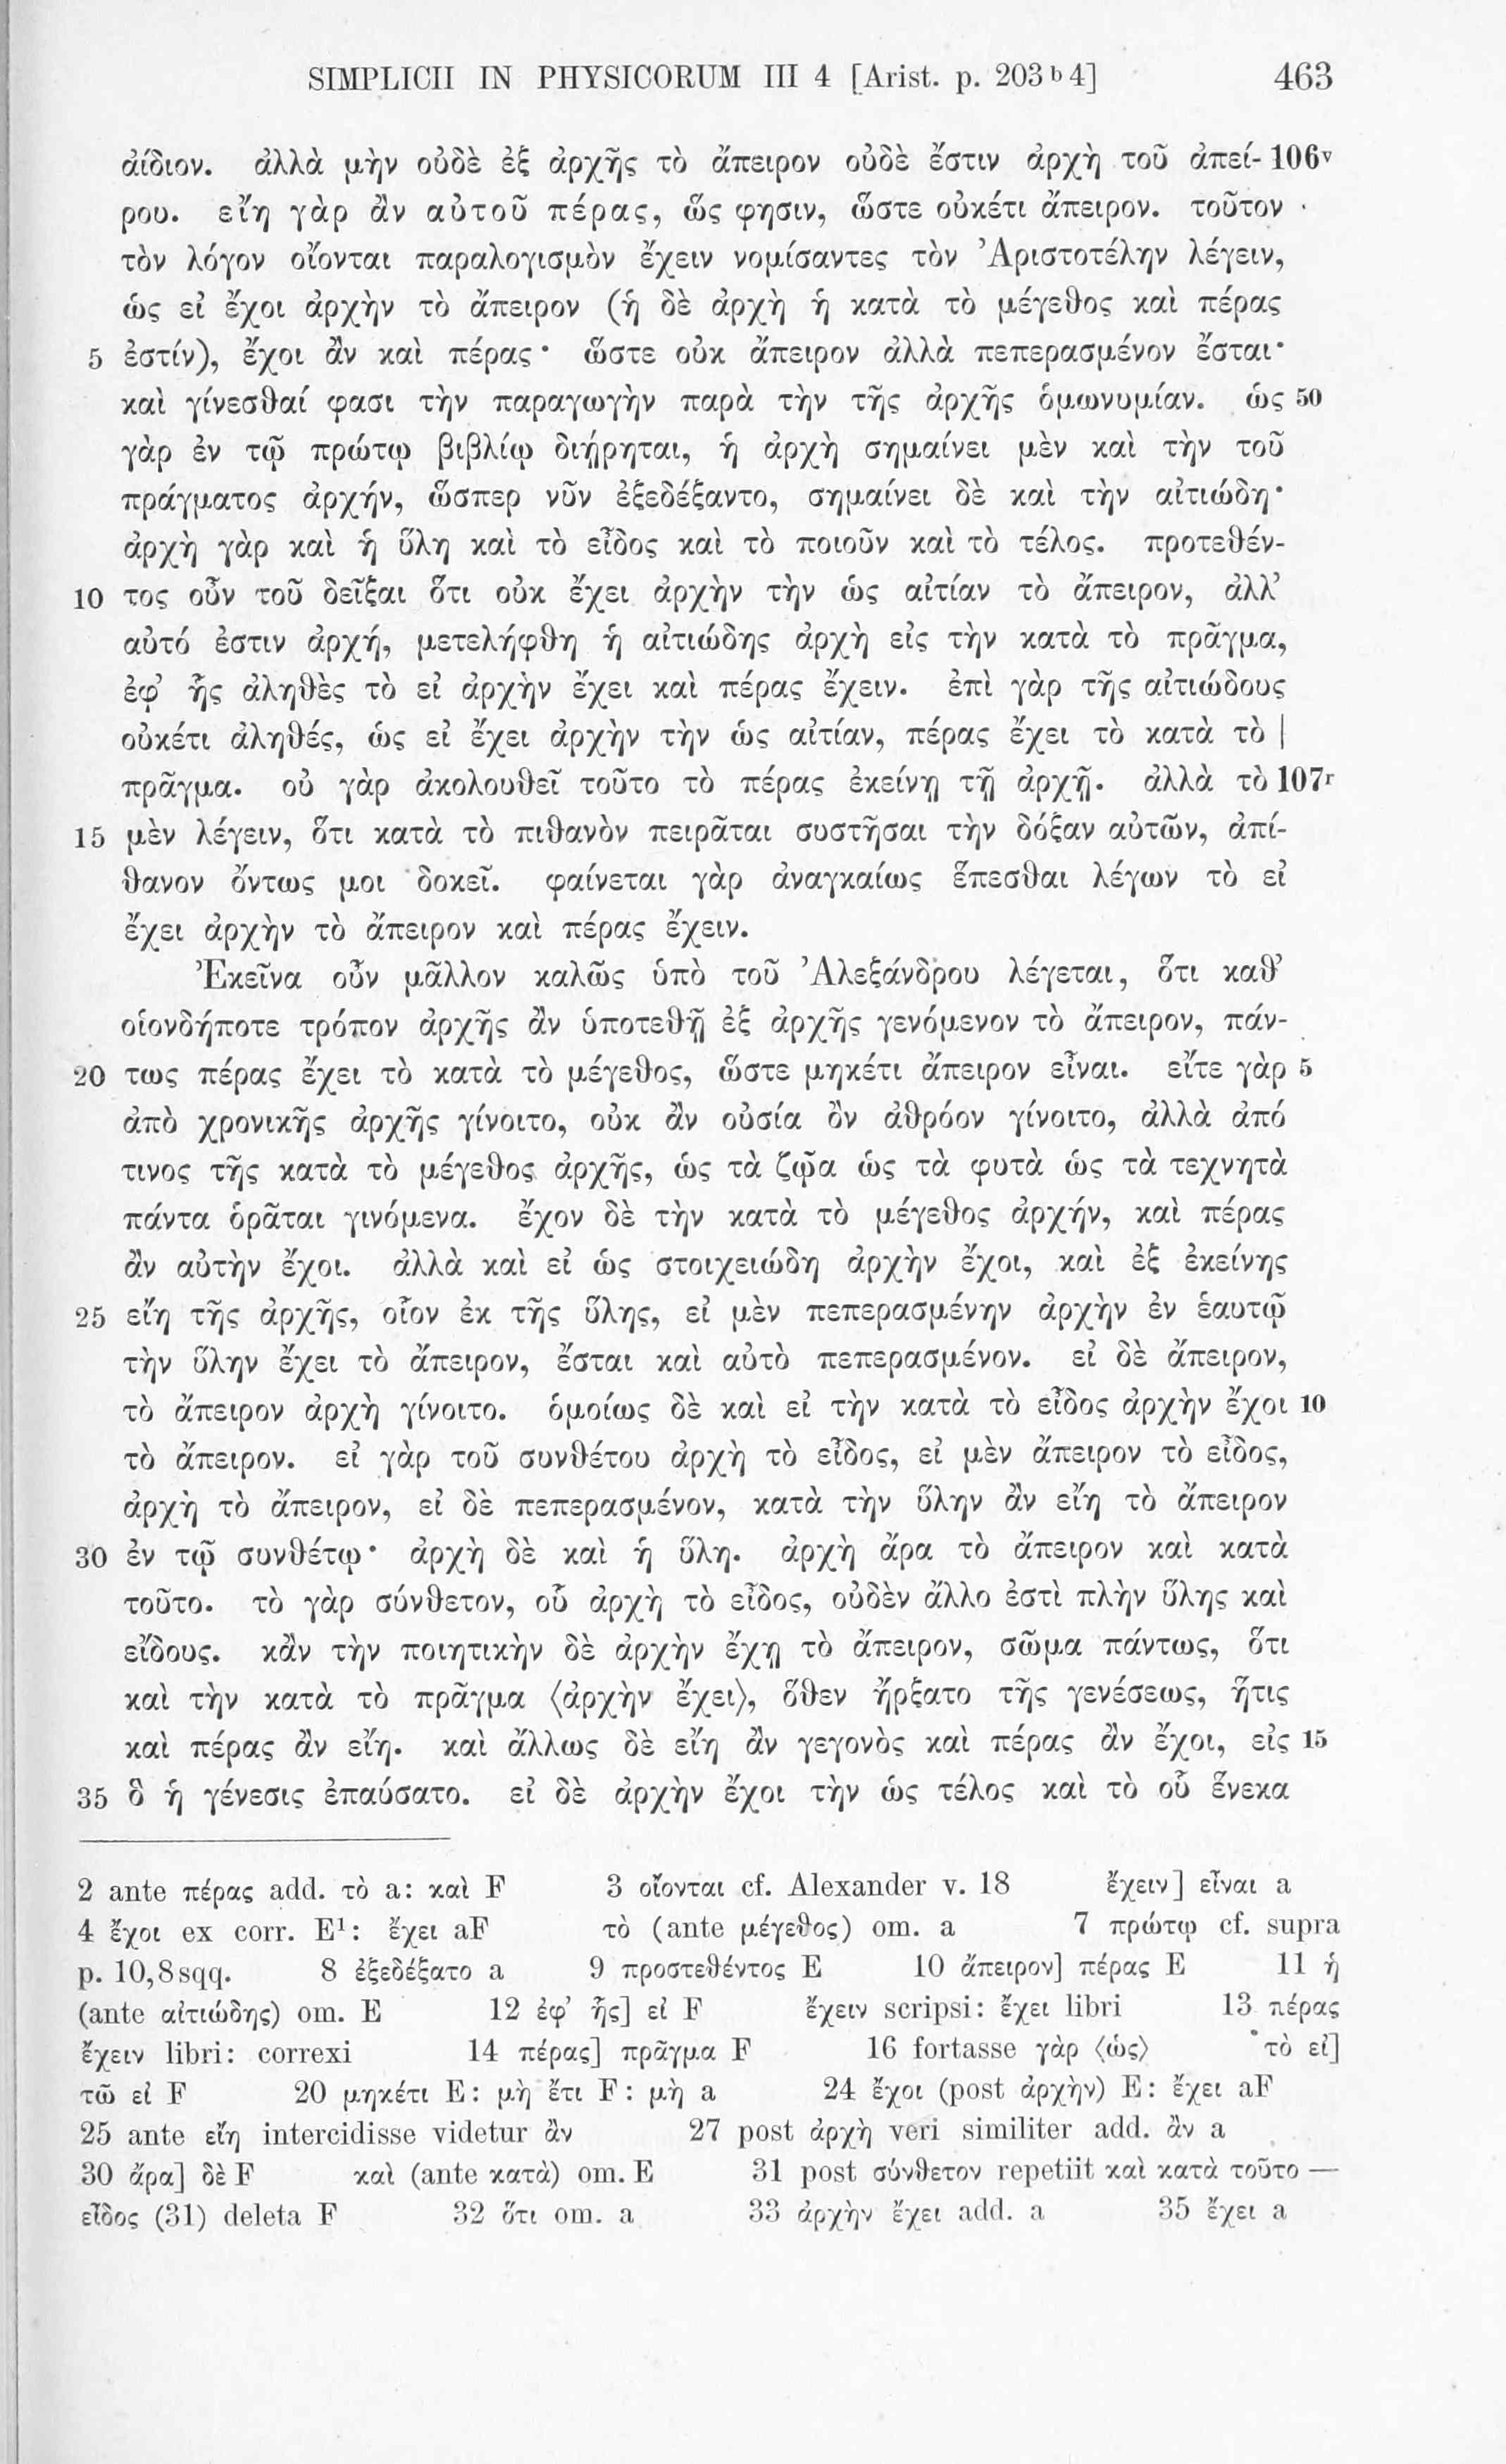 SIMPLICII IN PHYSICORUM III 4 [Arist. p. 203 b 4] 463
ἀίδιον. ἀλλὰ μὴν οὐδὲ ἐξ ἀρχῆς τὸ ἄπειρον οὐδὲ ἔστιν ἀρχὴ τοῦ ἀπεί- 106v
ρου. εἴη γὰρ ἂν αὐτοῦ πέρας, ὥς φησιν, ὥστε οὐκέτι ἄπειρον. τοῦτον
τὸν λόγον οἴονται παραλογισμὸν ἔχειν νομίσαντες τὸν Ἀριστοτέλην λέγειν,
ὡς εἰ ἔχοι ἀρχὴν τὸ ἄπειρον (ἡ δὲ ἀρχὴ ἡ κατὰ τὸ μέγεθος καὶ πέρας
5 ἐστίν), ἔχοι ἂν καὶ πέρας· ὥστε οὐκ ἄπειρον ἀλλὰ πεπερασμένον ἔσται·
καὶ γίνεσθαί φασι τὴν παραγωγὴν παρὰ τὴν τῆς ἀρχῆς ὁμωνυμίαν. ὡς 50
γὰρ ἐν τῷ πρώτῳ βιβλίῳ διῄρηται, ἡ ἀρχὴ σημαίνει μὲν καὶ τὴν τοῦ
πράγματος ἀρχήν, ὥσπερ νῦν ἐξεδέξαντο, σημαίνει δὲ καὶ τὴν αἰτιώδη·
ἀρχὴ γὰρ καὶ ἡ ὕλη καὶ τὸ εἶδος καὶ τὸ ποιοῦν καὶ τὸ τέλος. προτεθέν-
10 τος οὖν τοῦ δεῖξαι ὅτι οὐκ ἔχει ἀρχὴν τὴν ὡς αἰτίαν τὸ ἄπειρον, ἀλλ’
αὐτό ἐστιν ἀρχή, μετελήφθη ἡ αἰτιώδης ἀρχὴ εἰς τὴν κατὰ τὸ πρᾶγμα,
ἐφ’ ἧς ἀληθὲς τὸ εἰ ἀρχὴν ἔχει καὶ πέρας ἔχειν. ἐπὶ γὰρ τῆς αἰτιώδους
οὐκέτι ἀληθές, ὡς εἰ ἔχει ἀρχὴν τὴν ὡς αἰτίαν, πέρας ἔχει τὸ κατὰ τὸ |
πρᾶγμα. οὐ γὰρ ἀκολουθεῖ τοῦτο τὸ πέρας ἐκείνῃ τῇ ἀρχῇ. ἀλλὰ τὸ 107r
15 μὲν λέγειν, ὅτι κατὰ τὸ πιθανὸν πειρᾶται συστῆσαι τὴν δόξαν αὐτῶν, ἀπί-
θανον ὄντως μοι δοκεῖ. φαίνεται γὰρ ἀναγκαίως ἕπεσθαι λέγων τὸ εἰ
ἔχει ἀρχὴν τὸ ἄπειρον καὶ πέρας ἔχειν.
Ἐκεῖνα οὖν μᾶλλον καλῶς ὑπὸ τοῦ Ἀλεξάνδρου λέγεται, ὅτι καθ’
οἱονδήποτε τρόπον ἀρχῆς ἂν ὑποτεθῇ ἐξ ἀρχῆς γενόμενον τὸ ἄπειρον, πάν-
20 τως πέρας ἔχει τὸ κατὰ τὸ μέγεθος, ὥστε μηκέτι ἄπειρον εἶναι. εἴτε γὰρ 5
ἀπὸ χρονικῆς ἀρχῆς γίνοιτο, οὐκ ἂν οὐσία ὂν ἀθρόον γίνοιτο, ἀλλὰ ἀπό
τινος τῆς κατὰ τὸ μέγεθος ἀρχῆς, ὡς τὰ ζῷα ὡς τὰ φυτὰ ὡς τὰ τεχνητὰ
πάντα ὁρᾶται γινόμενα. ἔχον δὲ τὴν κατὰ τὸ μέγεθος ἀρχήν, καὶ πέρας
ἂν αὐτὴν ἔχοι. ἀλλὰ καὶ εἰ ὡς στοιχειώδη ἀρχὴν ἔχοι, καὶ ἐξ ἐκείνης
25 εἴη τῆς ἀρχῆς, οἷον ἐκ τῆς ὕλης, εἰ μὲν πεπερασμένην ἀρχὴν ἐν ἑαυτῷ
τὴν ὕλην ἔχει τὸ ἄπειρον, ἔσται καὶ αὐτὸ πεπερασμένον. εἰ δὲ ἄπειρον,
τὸ ἄπειρον ἀρχὴ γίνοιτο. ὁμοίως δὲ καὶ εἰ τὴν κατὰ τὸ εἶδος ἀρχὴν ἔχοι 10
τὸ ἄπειρον. εἰ γὰρ τοῦ συνθέτου ἀρχὴ τὸ εἶδος, εἰ μὲν ἄπειρον τὸ εἶδος,
ἀρχὴ τὸ ἄπειρον, εἰ δὲ πεπερασμένον, κατὰ τὴν ὕλην ἂν εἴη τὸ ἄπειρον
30 ἐν τῷ συνθέτῳ· ἀρχὴ δὲ καὶ ἡ ὕλη. ἀρχὴ ἄρα τὸ ἄπειρον καὶ κατὰ
τοῦτο. τὸ γὰρ σύνθετον, οὗ ἀρχὴ τὸ εἶδος, οὐδὲν ἄλλο ἐστὶ πλὴν ὕλης καὶ
εἴδους. κἂν τὴν ποιητικὴν δὲ ἀρχὴν ἔχῃ τὸ ἄπειρον, σῶμα πάντως, ὅτι
καὶ τὴν κατὰ τὸ πρᾶγμα ⟨ἀρχὴν ἔχει⟩, ὅθεν ἤρξατο τῆς γενέσεως, ἥτις
καὶ πέρας ἂν εἴη. καὶ ἄλλως δὲ εἴη ἂν γεγονὸς καὶ πέρας ἂν ἔχοι, εἰς 15
35 ὃ ἡ γένεσις ἐπαύσατο. εἰ δὲ ἀρχὴν ἔχοι τὴν ὡς τέλος καὶ τὸ οὗ ἕνεκα
2 ante πέρας add. τὸ a: καὶ F 3 οἴονται cf. Alexander v. 18 ἔχειν] εἶναι a
4 ἔχοι ex corr. E¹: ἔχει aF τὸ (ante μέγεθος) om. a 7 πρώτῳ cf. supra
p. 10,8 sqq. 8 ἐξεδέξατο a 9 προστεθέντος E 10 ἄπειρον] πέρας E 11 ἡ
(ante αἰτιώδης) om. E 12 ἐφ’ ἧς] εἰ F ἔχειν scripsi: ἔχει libri 13 πέρας
ἔχειν libri: correxi 14 πέρας] πρᾶγμα F 16 fortasse γὰρ ⟨ὡς⟩ τὸ εἰ]
τῶ εἰ F 20 μηκέτι E: μὴ ἔτι F: μὴ a 24 ἔχοι (post ἀρχὴν) E: ἔχει aF
25 ante εἴη intercidisse videtur ἂν 27 post ἀρχὴ veri similiter add. ἂν a
30 ἄρα] δὲ F καὶ (ante κατὰ) om. E 31 post σύνθετον repetiit καὶ κατὰ τοῦτο —
εἶδος (31) deleta F 32 ὅτι om. a 33 ἀρχὴν ἔχει add. a 35 ἔχει a